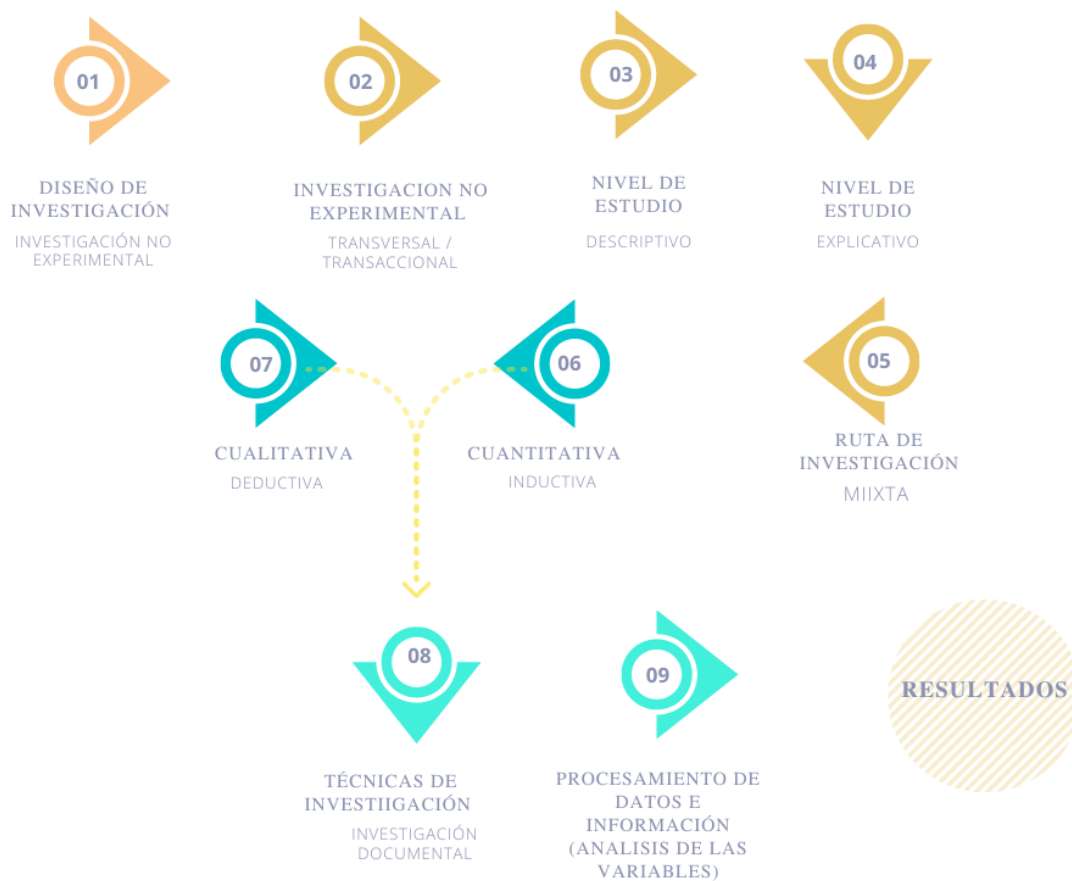 01
DISEÑO DE
INVESTIGACIÓN
INVESTIGACIÓN NO
EXPERIMENTAL
02
INVESTIGACION NO
EXPERIMENTAL
TRANSVERSAL /
TRANSACCIONAL
03
NIVEL DE
ESTUDIO
DESCRIPTIVO
04
NIVEL DE
ESTUDIO
EXPLICATIVO
07
CUALITATIVA
DEDUCTIVA
06
CUANTITATIVA
INDUCTIVA
05
RUTA DE
INVESTIGACIÓN
MIIXTA
08
TÉCNICAS DE
INVESTIIGACIÓN
INVESTIGACIÓN
DOCUMENTAL
09
PROCESAMIENTO DE
DATOS E
INFORMACIÓN
(ANALISIS DE LAS
VARIABLES)
RESULTADOS